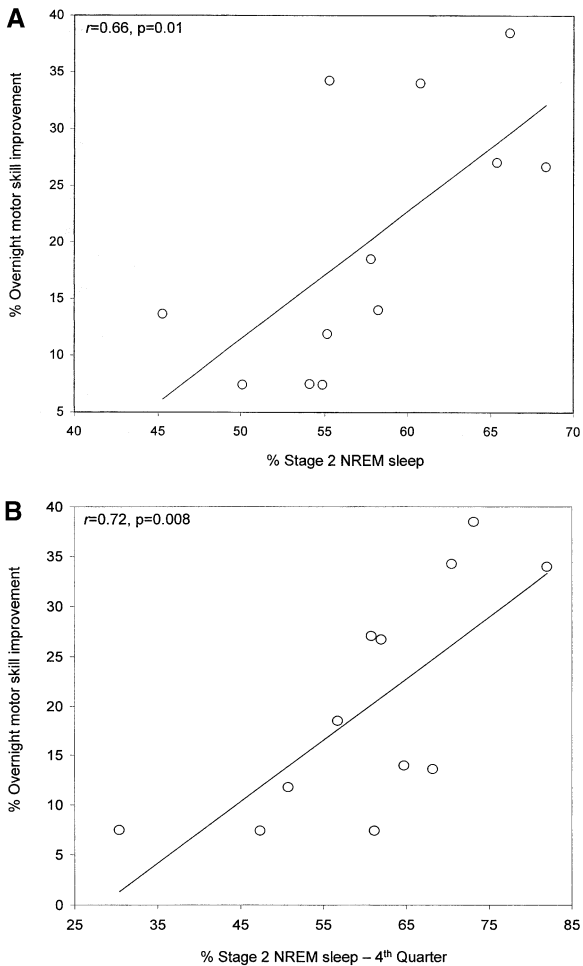 A
r=0.66, p=0.01
40
35
30
25
20
15
10
5
% Overnight motor skill improvement
40 45 50 55 60 65 70
% Stage 2 NREM sleep
B
r=0.72, p=0.008
40
35
30
25
20
15
10
5
0
% Overnight motor skill improvement
25 35 45 55 65 75 85
% Stage 2 NREM sleep – 4th Quarter